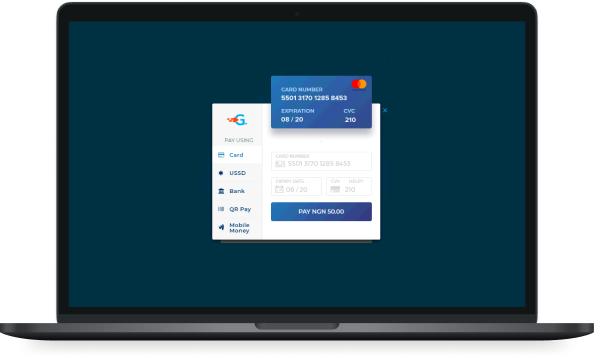 CARD NUMBER
5501 3170 1285 8453
EXPIRATION CVC
08 / 20 210
G.
PAY USING
Card
USSD
Bank
QR Pay
Mobile
Money
CARD NUMBER
5501 3170 1285 8453
EXPIRY DATE CVV HELP?
08 / 20 210
PAY NGN 50.00